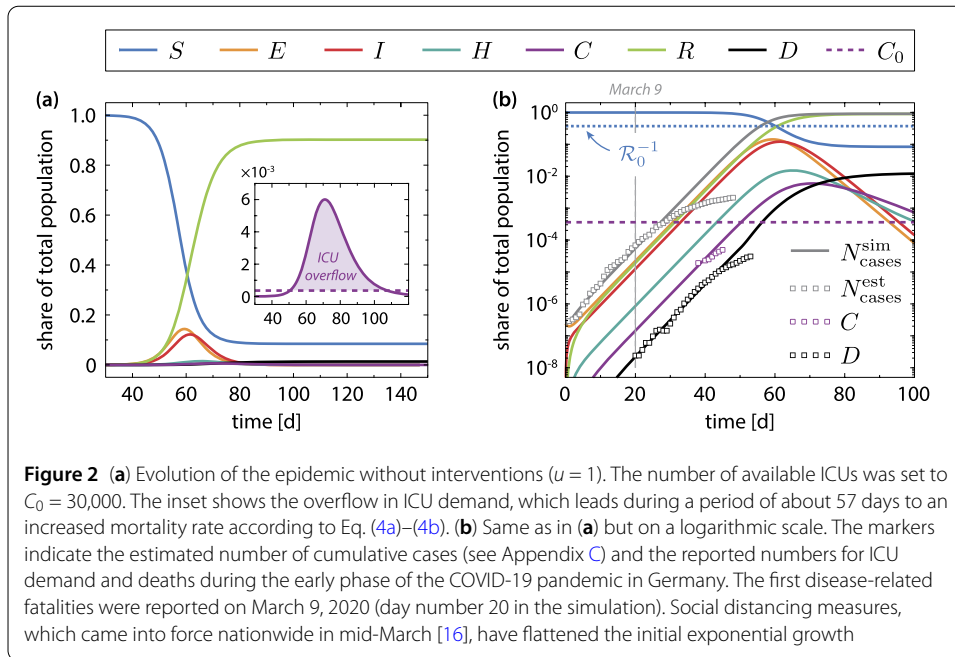 S E I H C R D C₀
(a)
1.0
0.8
0.6
0.4
0.2
0
share of total population
60 80 100 120 140
time [d]
×10⁻³
6
4
2
0
40 60 80 100
ICU
overflow
(b)
March 9
10⁰
10⁻²
10⁻⁴
10⁻⁶
10⁻⁸
share of total population
0 20 40 60 80 100
time [d]
R₀⁻¹
N_cases^sim
N_cases^est
C
D
Figure 2 (a) Evolution of the epidemic without interventions (u = 1). The number of available ICUs was set to
C₀ = 30,000. The inset shows the overflow in ICU demand, which leads during a period of about 57 days to an
increased mortality rate according to Eq. (4a)–(4b). (b) Same as in (a) but on a logarithmic scale. The markers
indicate the estimated number of cumulative cases (see Appendix C) and the reported numbers for ICU
demand and deaths during the early phase of the COVID-19 pandemic in Germany. The first disease-related
fatalities were reported on March 9, 2020 (day number 20 in the simulation). Social distancing measures,
which came into force nationwide in mid-March [16], have flattened the initial exponential growth